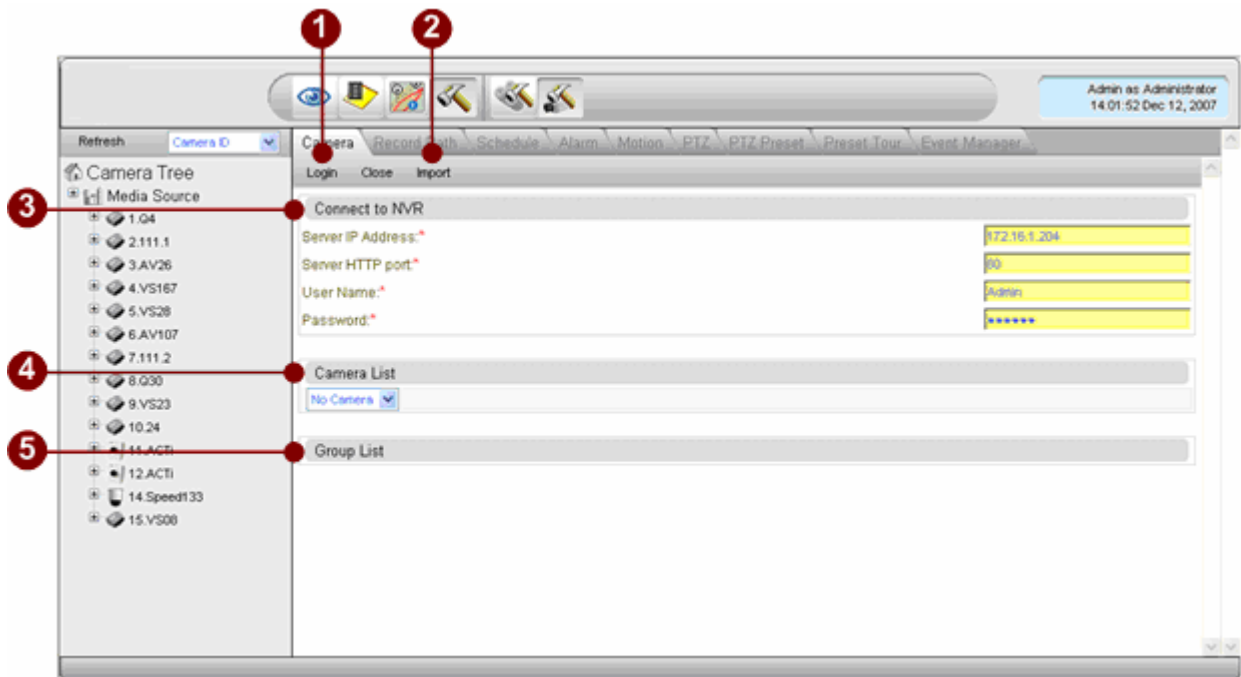 1 2
Admin as Administrator
14:01:52 Dec 12, 2007
Refresh Camera ID
Camera Record Path Schedule Alarm Motion PTZ PTZ Preset Preset Tour Event Manager
Login Close Import
Camera Tree
Media Source
1.Q4
2.111.1
3.AV26
4.VS167
5.VS28
6.AV107
7.111.2
8.Q30
9.VS23
10.24
11.ACTi
12.ACTi
14.Speed133
15.VS08
3
Connect to NVR
Server IP Address:* 172.16.1.204
Server HTTP port:* 80
User Name:* Admin
Password:* ******
4
Camera List
No Camera
5
Group List